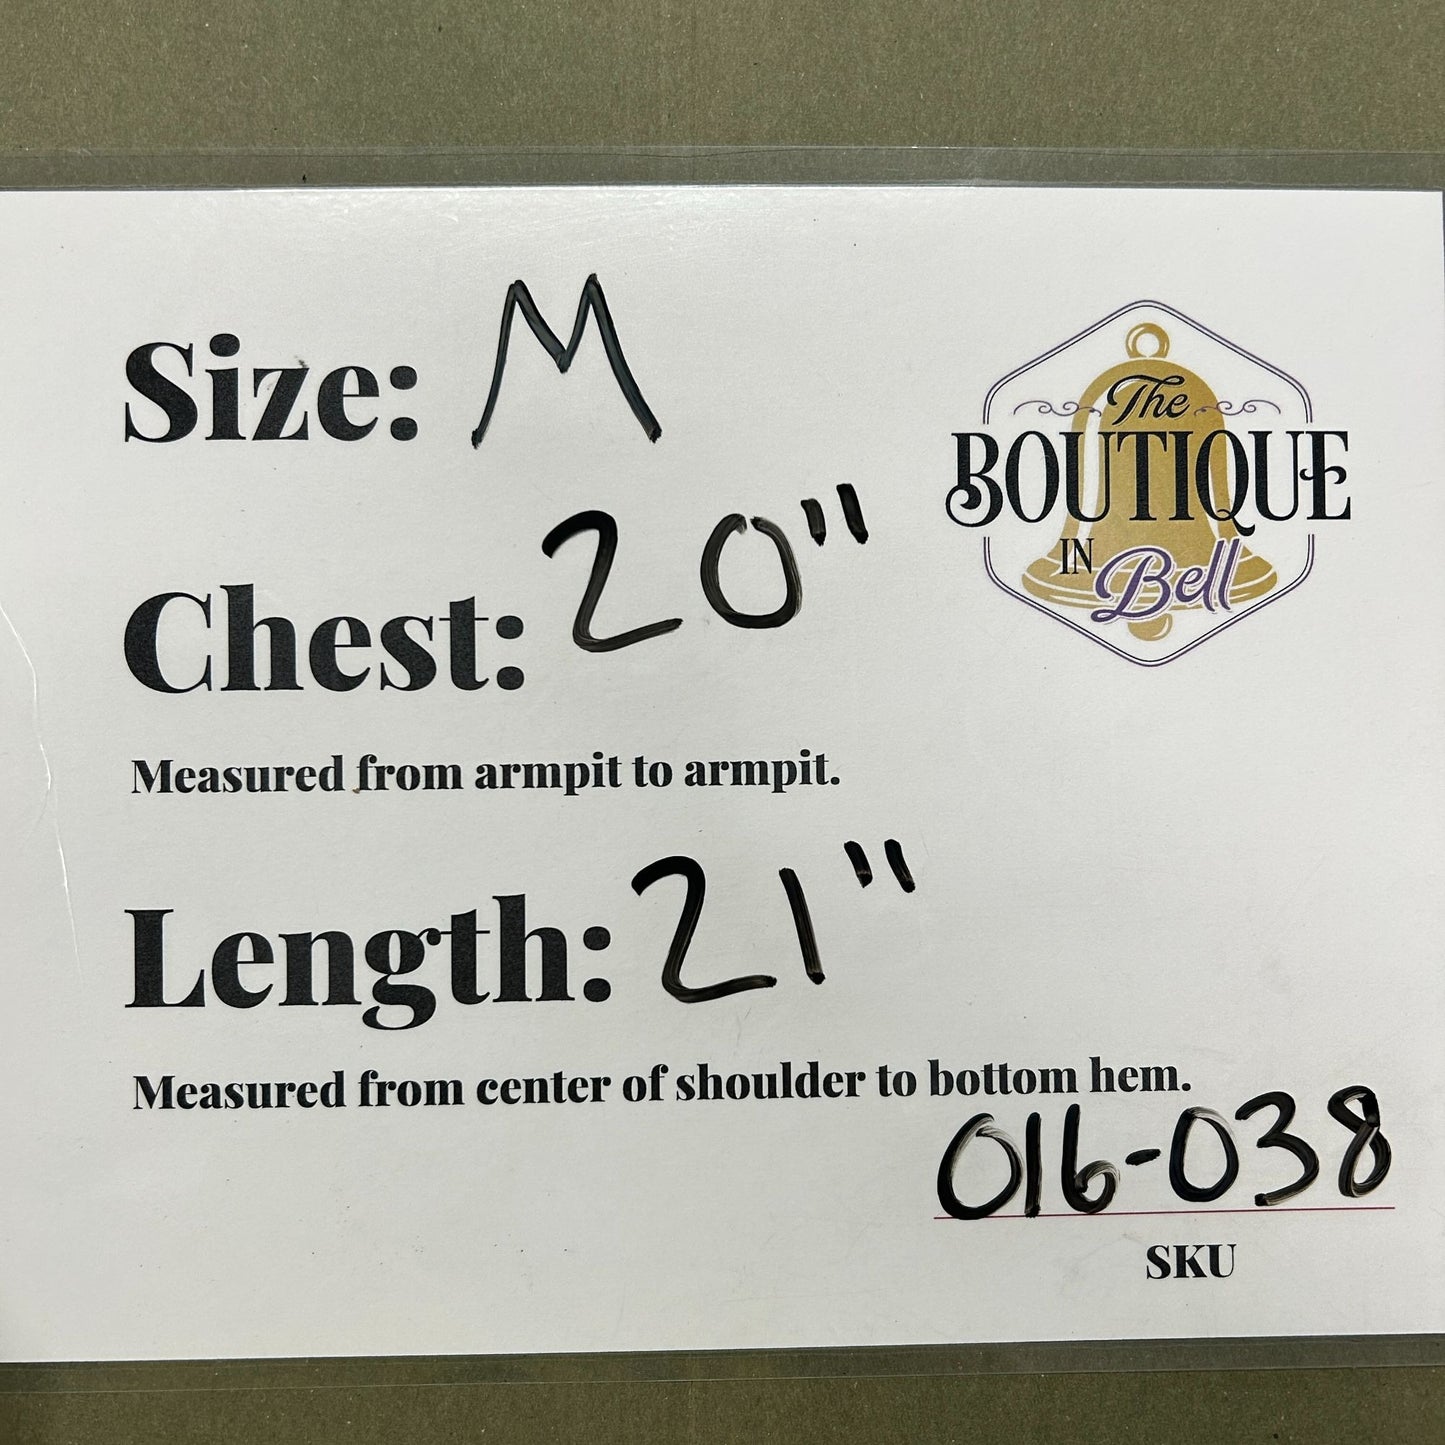 Size: M
The
BOUTIQUE
IN Bell
Chest: 20"
Measured from armpit to armpit.
Length: 21"
Measured from center of shoulder to bottom hem.
016-038
SKU